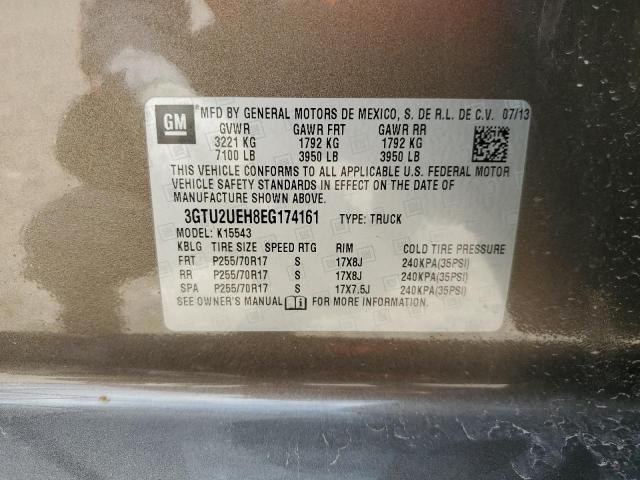 GM *MFD BY GENERAL MOTORS DE MEXICO, S. DE R.L. DE C.V. 07/13
GVWR GAWR FRT GAWR RR
3221 KG 1792 KG 1792 KG
7100 LB 3950 LB 3950 LB
THIS VEHICLE CONFORMS TO ALL APPLICABLE U.S. FEDERAL MOTOR
VEHICLE SAFETY STANDARDS IN EFFECT ON THE DATE OF
MANUFACTURE SHOWN ABOVE.
3GTU2UEH8EG174161 TYPE: TRUCK
MODEL: K15543
KBLG TIRE SIZE SPEED RTG RIM COLD TIRE PRESSURE
FRT P255/70R17 S 17X8J 240KPA(35PSI)
RR P255/70R17 S 17X8J 240KPA(35PSI)
SPA P255/70R17 S 17X7.5J 240KPA(35PSI)
SEE OWNER'S MANUAL FOR MORE INFORMATION.